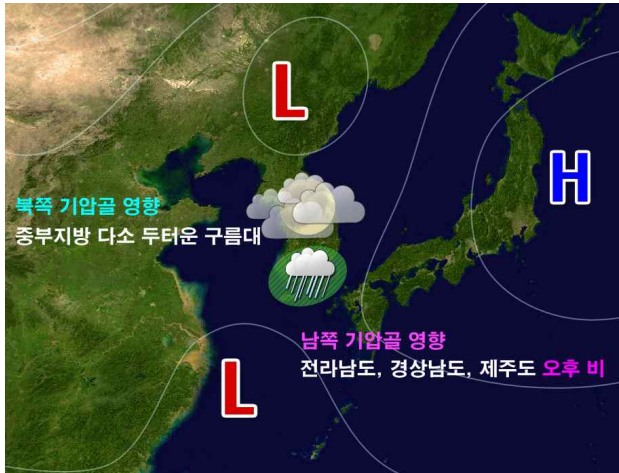 L
H
북쪽 기압골 영향
중부지방 다소 두터운 구름대
남쪽 기압골 영향
전라남도, 경상남도, 제주도 오후 비
L